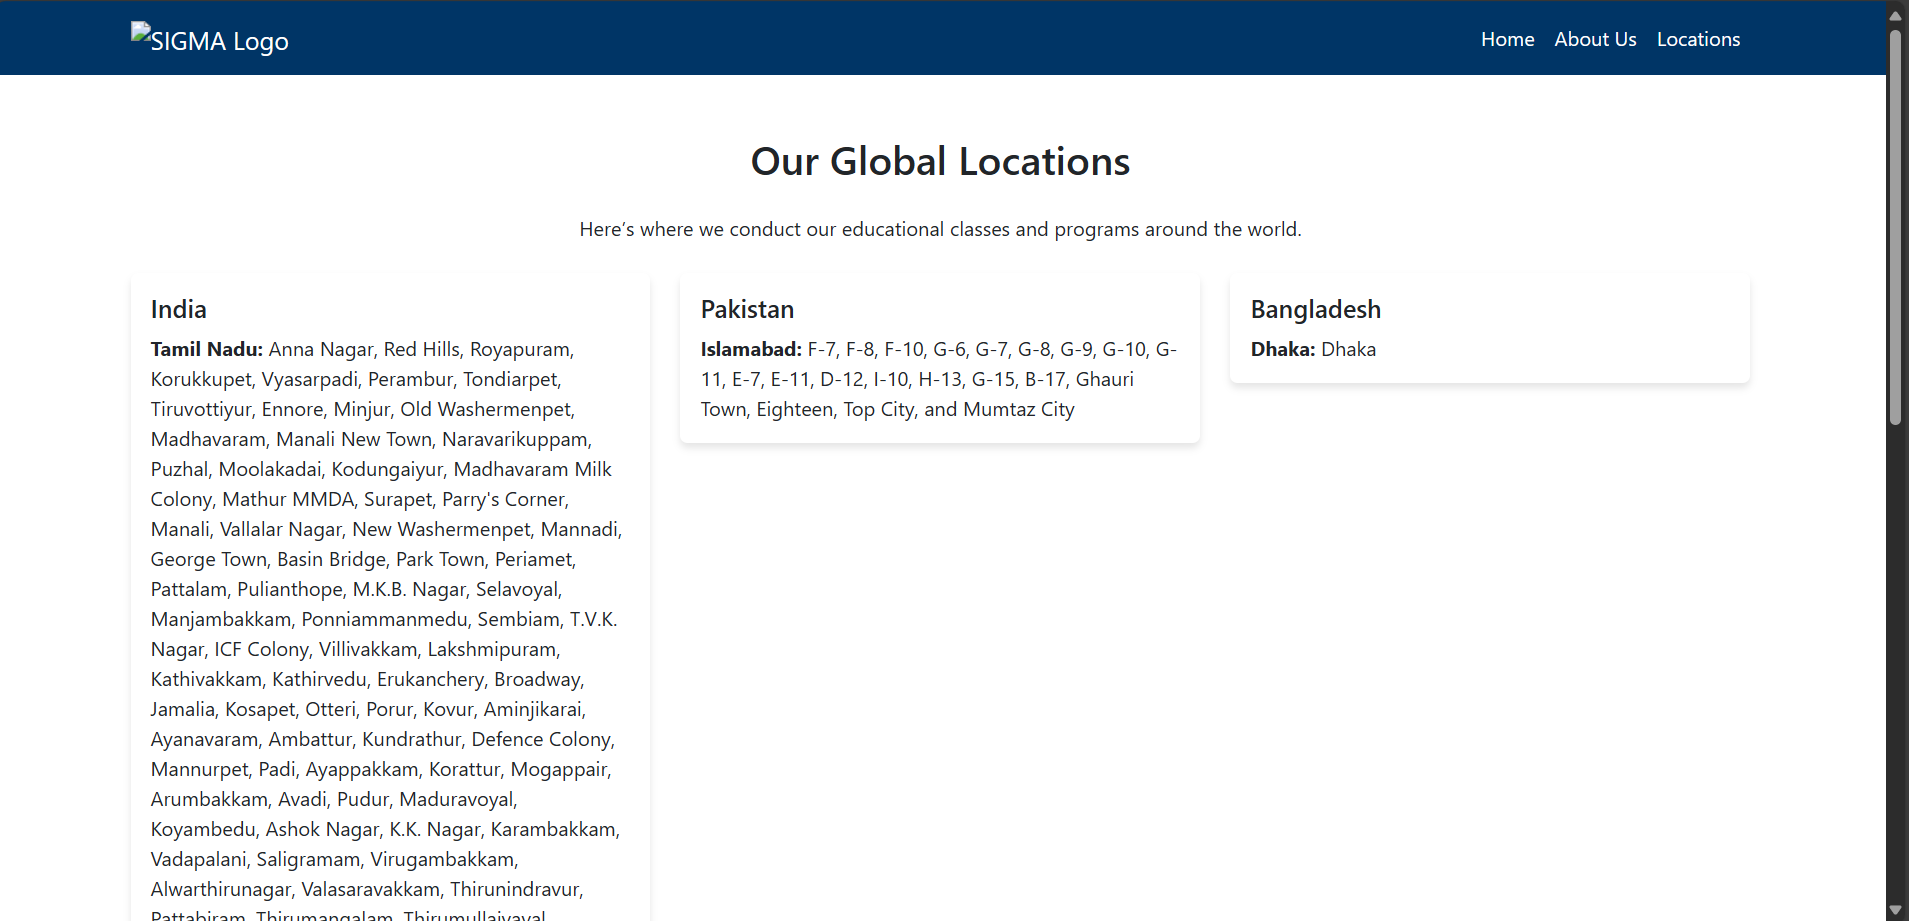 SIGMA Logo
Home About Us Locations
Our Global Locations
Here’s where we conduct our educational classes and programs around the world.
India
Tamil Nadu: Anna Nagar, Red Hills, Royapuram,
Korukkupet, Vyasarpadi, Perambur, Tondiarpet,
Tiruvottiyur, Ennore, Minjur, Old Washermenpet,
Madhavaram, Manali New Town, Naravarikuppam,
Puzhal, Moolakadai, Kodungaiyur, Madhavaram Milk
Colony, Mathur MMDA, Surapet, Parry's Corner,
Manali, Vallalar Nagar, New Washermenpet, Mannadi,
George Town, Basin Bridge, Park Town, Periamet,
Pattalam, Pulianthope, M.K.B. Nagar, Selavoyal,
Manjambakkam, Ponniammanmedu, Sembiam, T.V.K.
Nagar, ICF Colony, Villivakkam, Lakshmipuram,
Kathivakkam, Kathirvedu, Erukanchery, Broadway,
Jamalia, Kosapet, Otteri, Porur, Kovur, Aminjikarai,
Ayanavaram, Ambattur, Kundrathur, Defence Colony,
Mannurpet, Padi, Ayappakkam, Korattur, Mogappair,
Arumbakkam, Avadi, Pudur, Maduravoyal,
Koyambedu, Ashok Nagar, K.K. Nagar, Karambakkam,
Vadapalani, Saligramam, Virugambakkam,
Alwarthirunagar, Valasaravakkam, Thirunindravur,
Pattabiram, Thirumangalam, Thirumullaivayal,
Pakistan
Islamabad: F-7, F-8, F-10, G-6, G-7, G-8, G-9, G-10, G-
11, E-7, E-11, D-12, I-10, H-13, G-15, B-17, Ghauri
Town, Eighteen, Top City, and Mumtaz City
Bangladesh
Dhaka: Dhaka